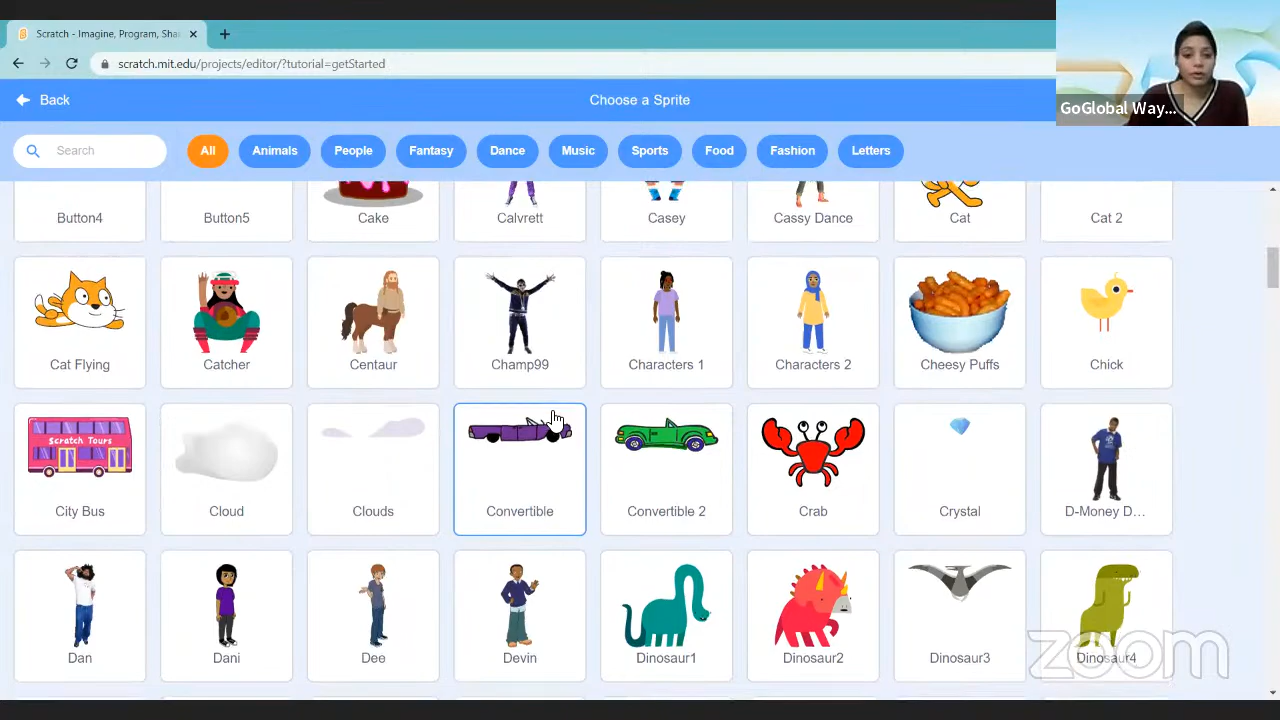 Scratch - Imagine, Program, Sha
scratch.mit.edu/projects/editor/?tutorial=getStarted
GoGlobal Way...
Back
Choose a Sprite
Search
All
Animals
People
Fantasy
Dance
Music
Sports
Food
Fashion
Letters
Button4
Button5
Cake
Calvrett
Casey
Cassy Dance
Cat
Cat 2
Cat Flying
Catcher
Centaur
Champ99
Characters 1
Characters 2
Cheesy Puffs
Chick
Scratch Tours
City Bus
Cloud
Clouds
Convertible
Convertible 2
Crab
Crystal
D-Money D...
Dan
Dani
Dee
Devin
Dinosaur1
Dinosaur2
Dinosaur3
Dinosaur4
zoom